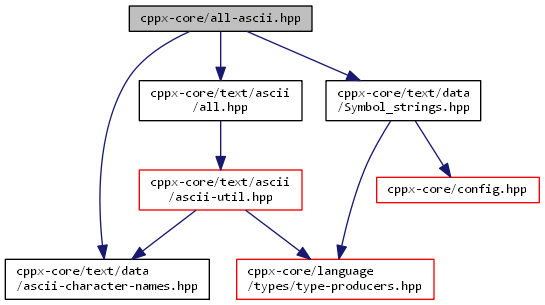 cppx-core/all-ascii.hpp
cppx-core/text/ascii
/all.hpp
cppx-core/text/data
/Symbol_strings.hpp
cppx-core/text/ascii
/ascii-util.hpp
cppx-core/config.hpp
cppx-core/text/data
/ascii-character-names.hpp
cppx-core/language
/types/type-producers.hpp